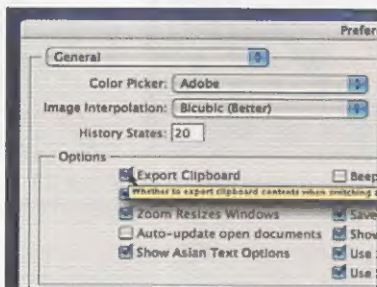 Prefer
General
Color Picker: Adobe
Image Interpolation: Bicubic (Better)
History States: 20
Options
Export Clipboard
Beep
Whether to export clipboard contents when switching a
Zoom Resizes Windows
Save
Auto-update open documents
Show
Show Asian Text Options
Use
Use